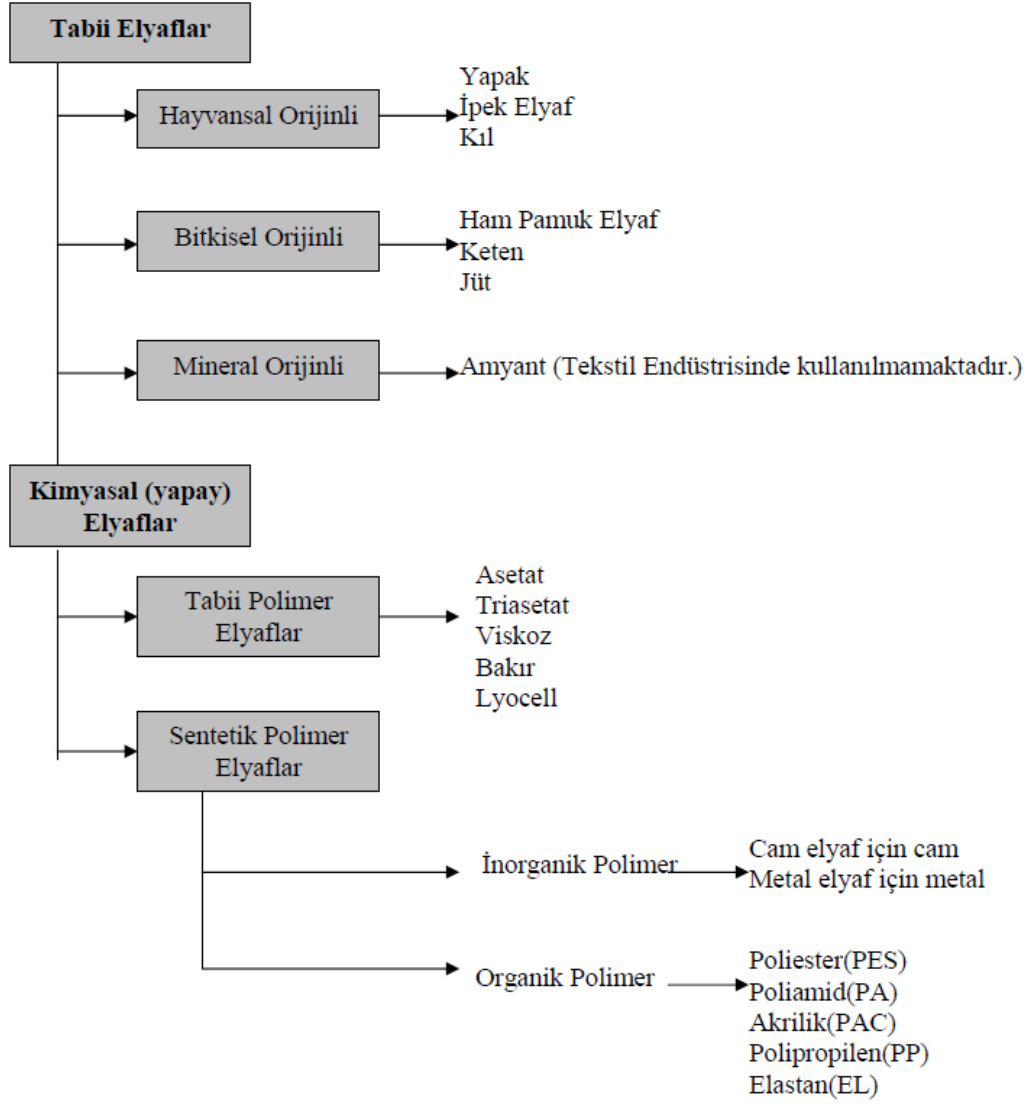 Tabii Elyaflar
Hayvansal Orijinli
Yapak
İpek Elyaf
Kıl
Bitkisel Orijinli
Ham Pamuk Elyaf
Keten
Jüt
Mineral Orijinli
Amyant (Tekstil Endüstrisinde kullanılmamaktadır.)
Kimyasal (yapay)
Elyaflar
Tabii Polimer
Elyaflar
Asetat
Triasetat
Viskoz
Bakır
Lyocell
Sentetik Polimer
Elyaflar
İnorganik Polimer
Cam elyaf için cam
Metal elyaf için metal
Organik Polimer
Poliester(PES)
Poliamid(PA)
Akrilik(PAC)
Polipropilen(PP)
Elastan(EL)